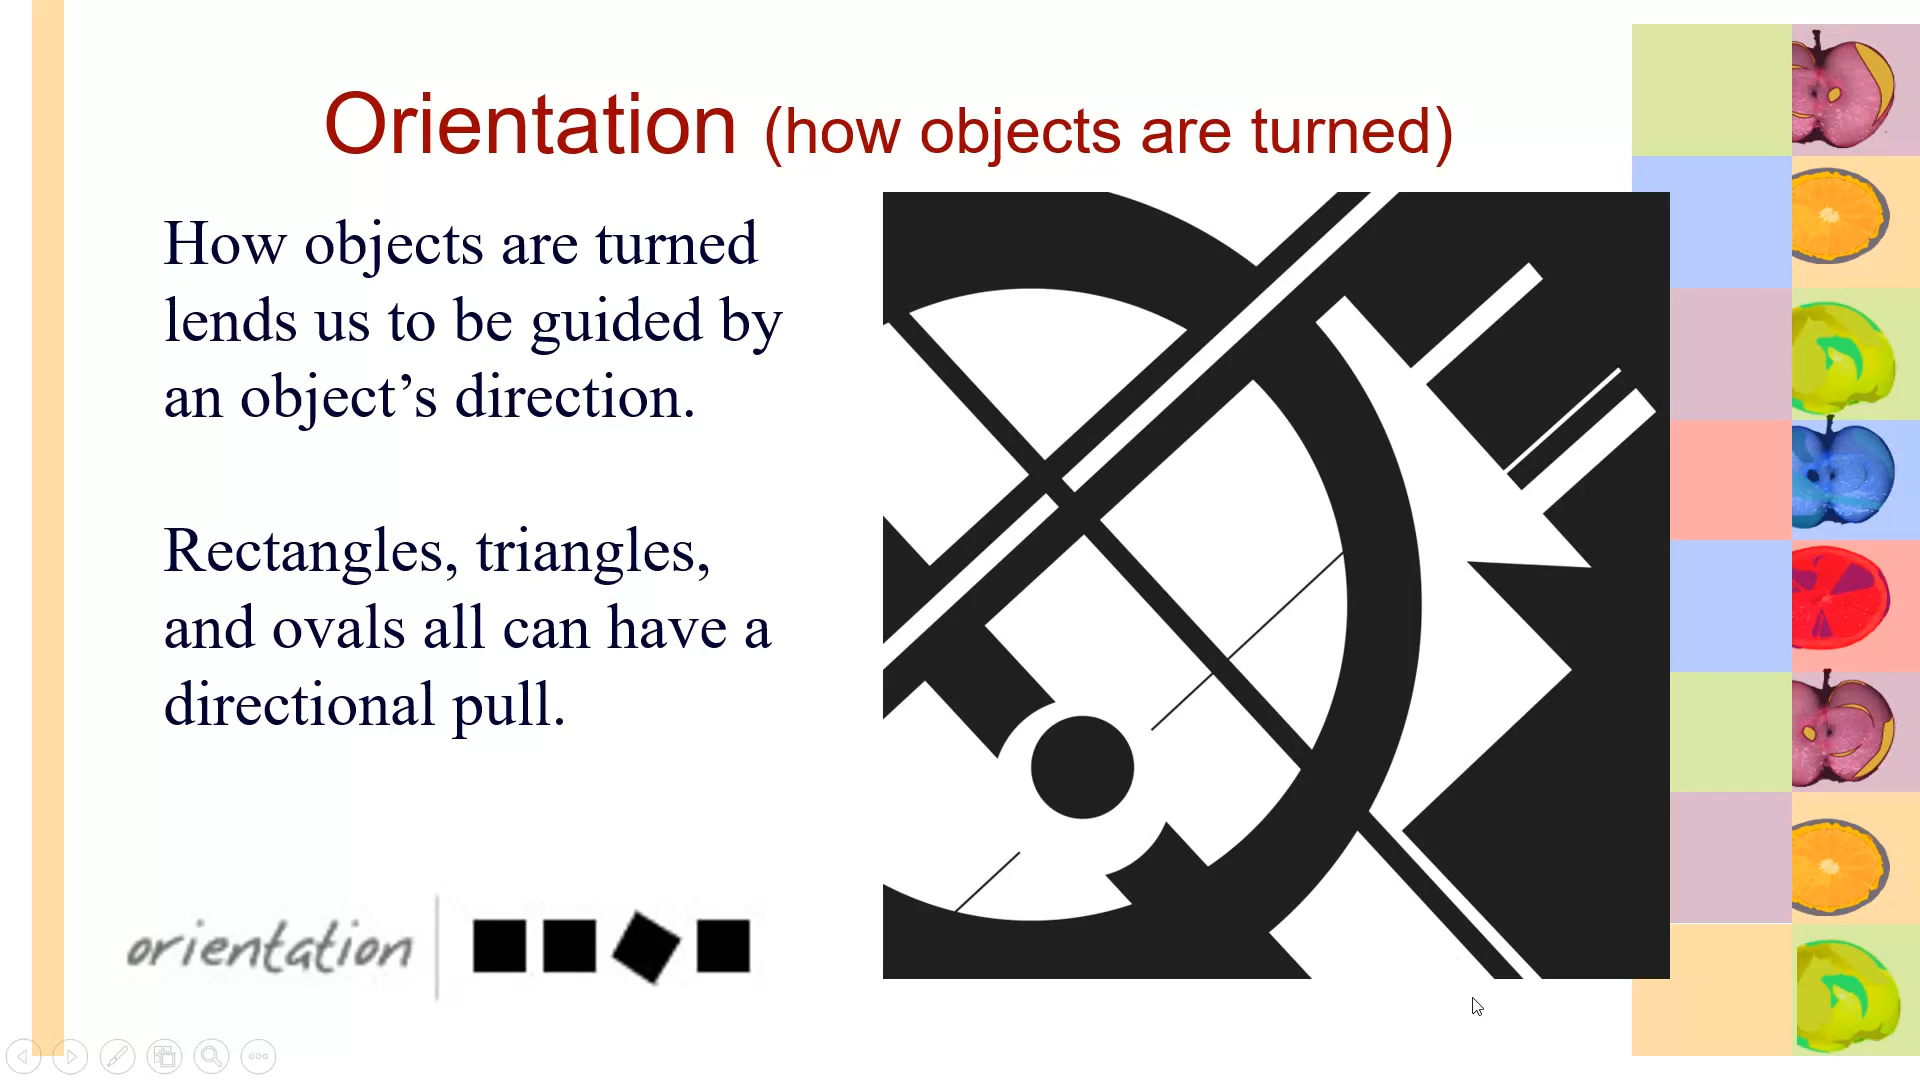 Orientation (how objects are turned)
How objects are turned
lends us to be guided by
an object’s direction.
Rectangles, triangles,
and ovals all can have a
directional pull.
orientation